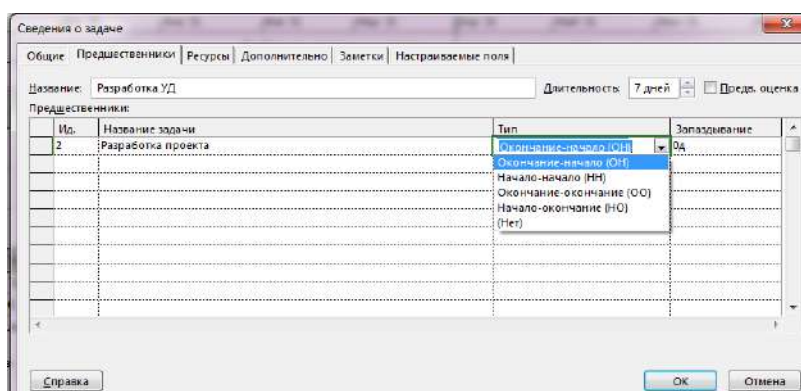 Сведения о задаче
Общие Предшественники Ресурсы Дополнительно Заметки Настраиваемые поля
Название: Разработка УД Длительность: 7 дней Предв. оценка
Предшественники:
Ид. Название задачи Тип Запаздывание
2 Разработка проекта Окончание-начало (ОН) 0д
Окончание-начало (ОН)
Начало-начало (НН)
Окончание-окончание (ОО)
Начало-окончание (НО)
(Нет)
Справка ОК Отмена